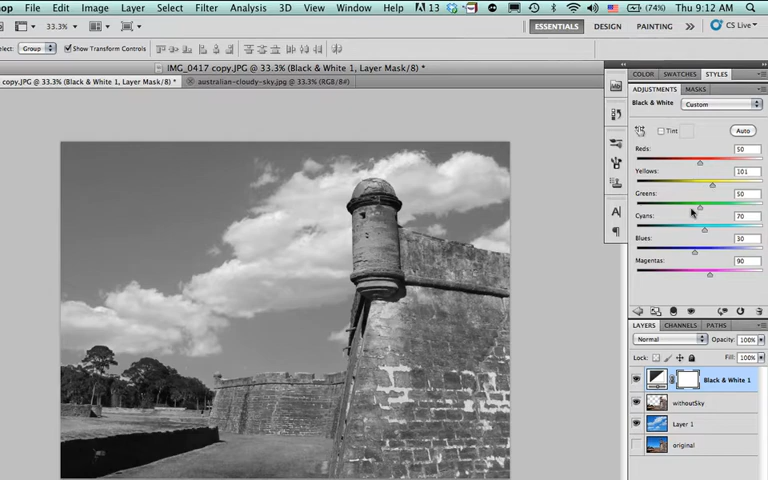 op File Edit Image Layer Select Filter Analysis 3D View Window Help 13 (74%) Thu 9:12 AM
33.3% ESSENTIALS DESIGN PAINTING CS Live
elect: Group Show Transform Controls
IMG_0417 copy.JPG @ 33.3% (Black & White 1, Layer Mask/8) *
copy.JPG @ 33.3% (Black & White 1, Layer Mask/8) * australian-cloudy-sky.jpg @ 33.3% (RGB/8#)
COLOR SWATCHES STYLES
ADJUSTMENTS MASKS
Black & White Custom
Tint Auto
Reds: 50
Yellows: 101
Greens: 50
Cyans: 70
Blues: 30
Magentas: 90
LAYERS CHANNELS PATHS
Normal Opacity: 100%
Lock: Fill: 100%
Black & White 1
withoutSky
Layer 1
original